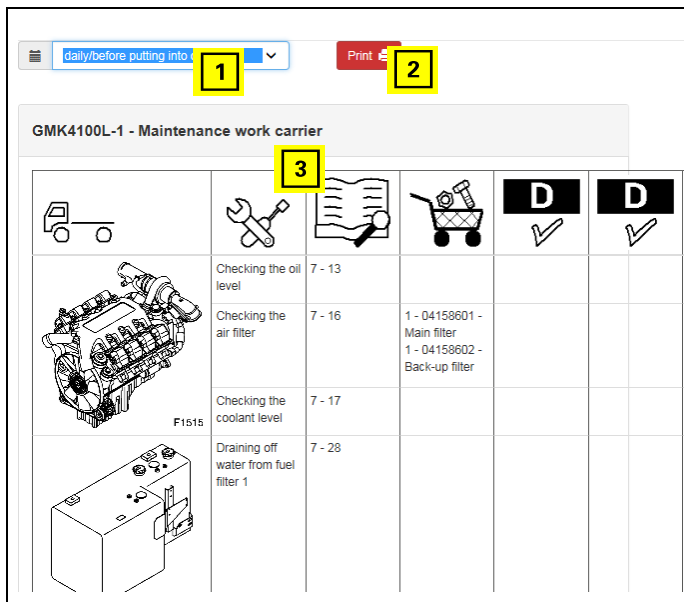 daily/before putting into
1
Print
2
GMK4100L-1 - Maintenance work carrier
3
D
D
Checking the oil
level
7 - 13
Checking the
air filter
7 - 16
1 - 04158601 -
Main filter
1 - 04158602 -
Back-up filter
Checking the
coolant level
7 - 17
F1515
Draining off
water from fuel
filter 1
7 - 28